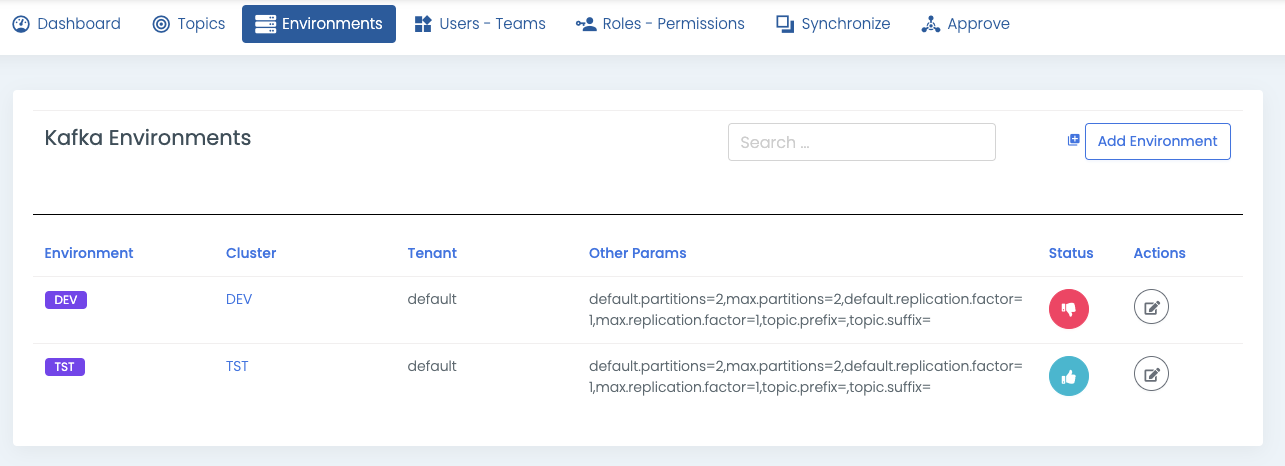 Dashboard Topics Environments Users - Teams Roles - Permissions Synchronize Approve
Kafka Environments Search ... Add Environment
Environment Cluster Tenant Other Params Status Actions
DEV DEV default default.partitions=2,max.partitions=2,default.replication.factor=
1,max.replication.factor=1,topic.prefix=,topic.suffix=
TST TST default default.partitions=2,max.partitions=2,default.replication.factor=
1,max.replication.factor=1,topic.prefix=,topic.suffix=